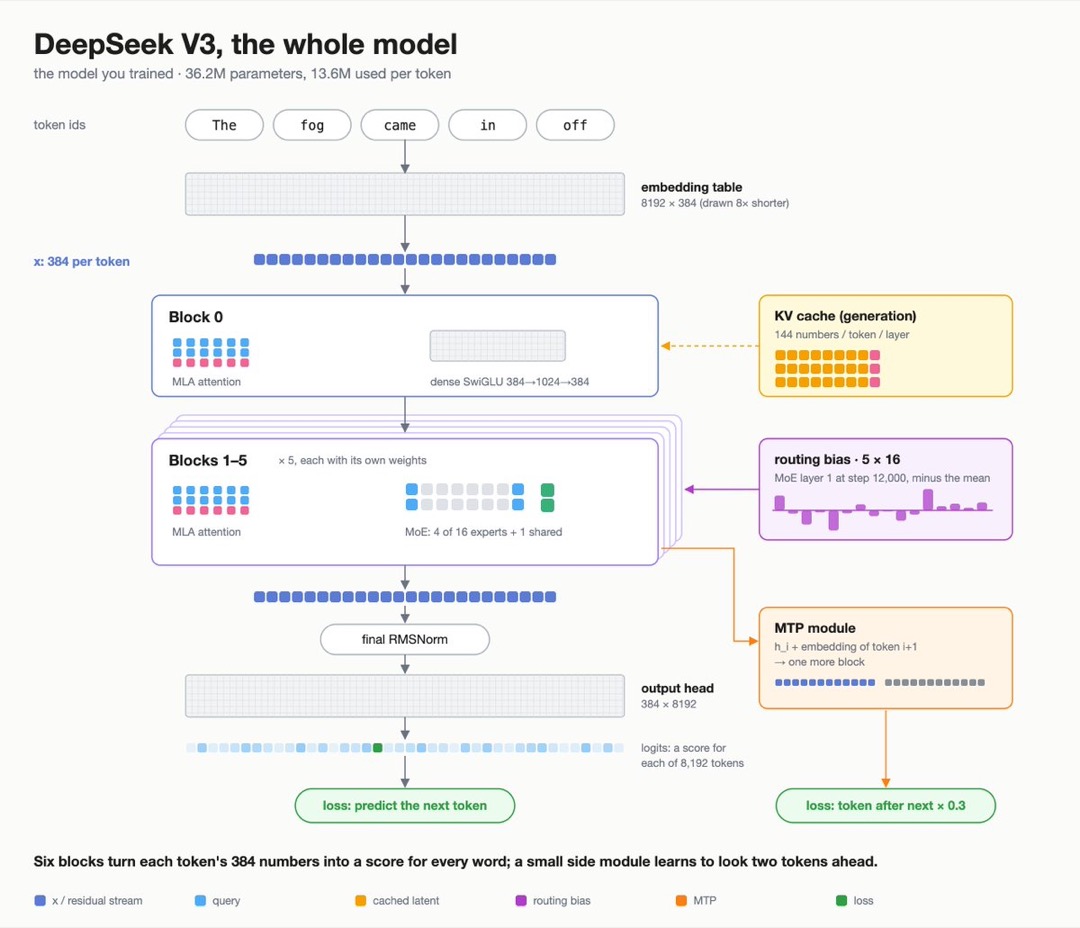 DeepSeek V3, the whole model
the model you trained · 36.2M parameters, 13.6M used per token
token ids
The
fog
came
in
off
embedding table
8192 × 384 (drawn 8× shorter)
x: 384 per token
Block 0
MLA attention
dense SwiGLU 384→1024→384
KV cache (generation)
144 numbers / token / layer
Blocks 1–5
× 5, each with its own weights
MLA attention
MoE: 4 of 16 experts + 1 shared
routing bias · 5 × 16
MoE layer 1 at step 12,000, minus the mean
final RMSNorm
MTP module
h_i + embedding of token i+1
→ one more block
output head
384 × 8192
logits: a score for
each of 8,192 tokens
loss: predict the next token
loss: token after next × 0.3
Six blocks turn each token's 384 numbers into a score for every word; a small side module learns to look two tokens ahead.
x / residual stream
query
cached latent
routing bias
MTP
loss